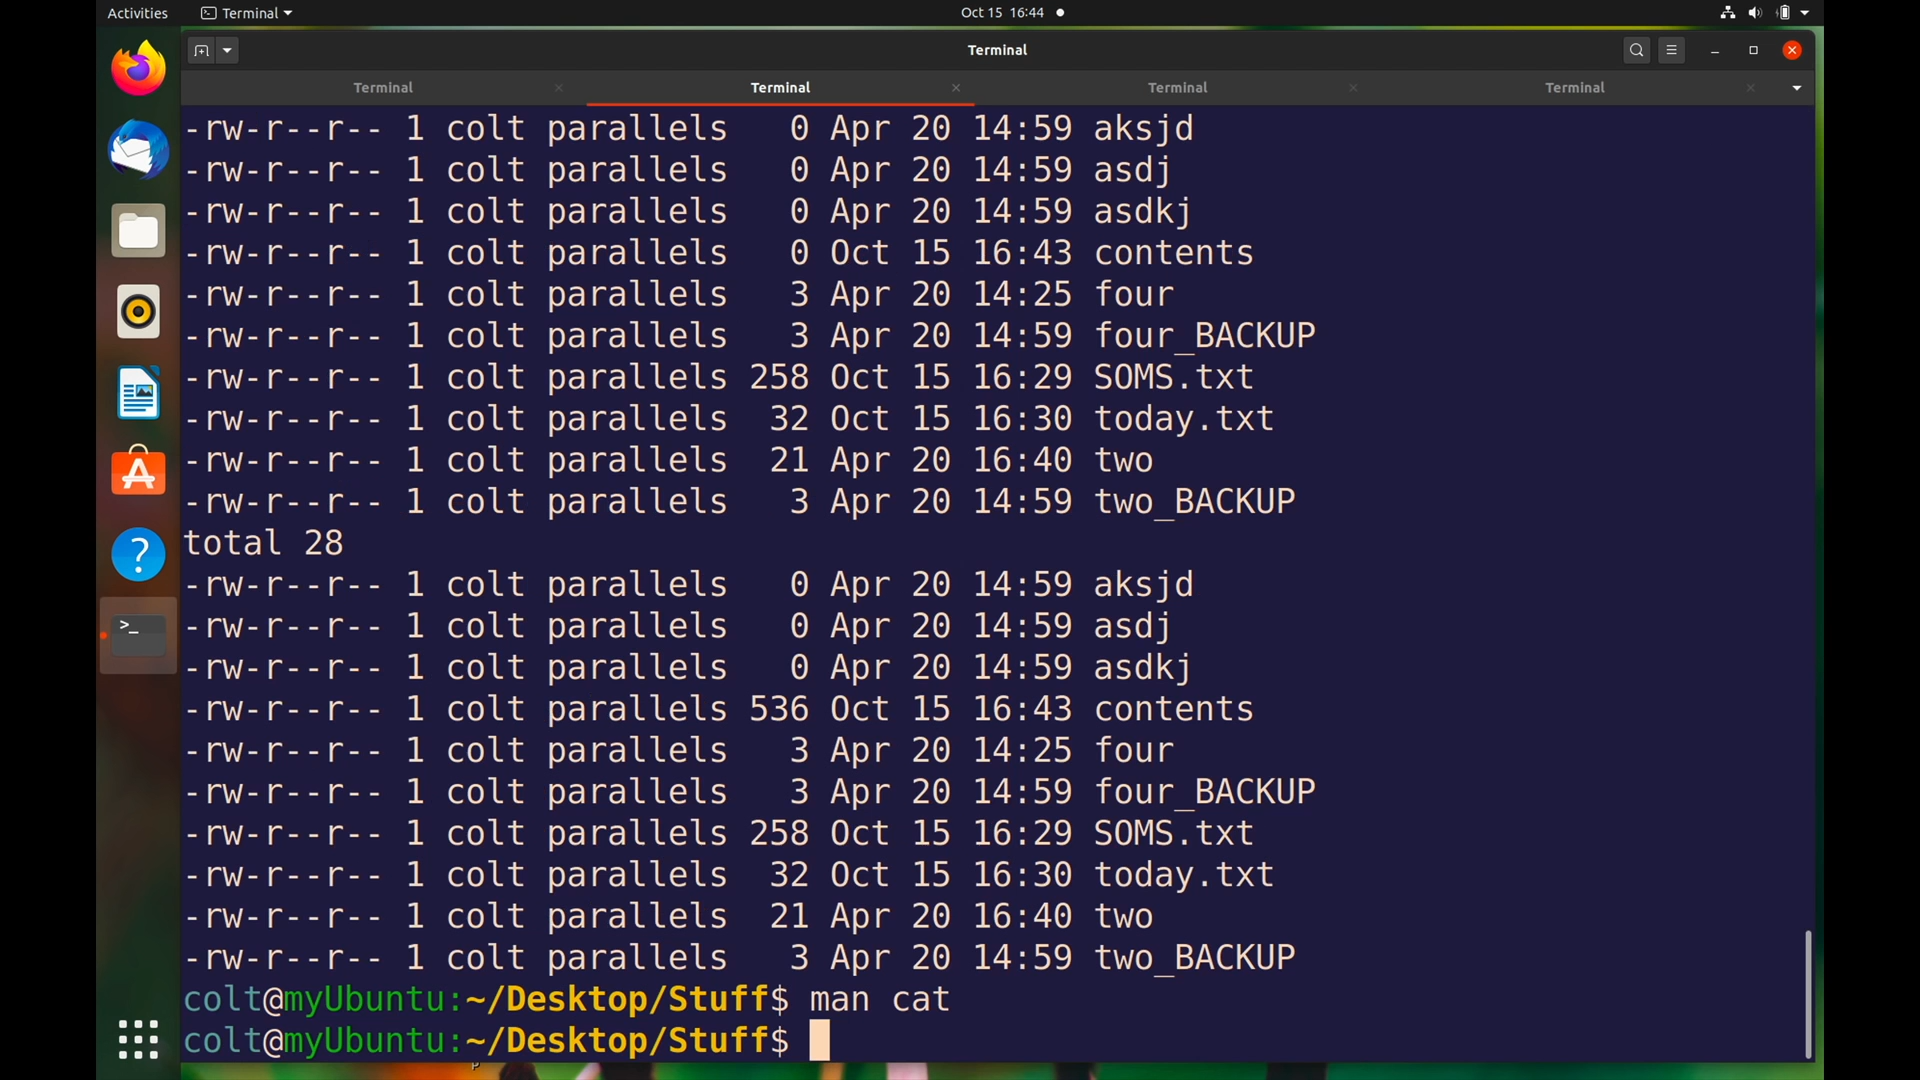 Activities
Terminal
Oct 15 16:44
Terminal
Terminal
Terminal
Terminal
Terminal
-rw-r--r-- 1 colt parallels   0 Apr 20 14:59 aksjd
-rw-r--r-- 1 colt parallels   0 Apr 20 14:59 asdj
-rw-r--r-- 1 colt parallels   0 Apr 20 14:59 asdkj
-rw-r--r-- 1 colt parallels   0 Oct 15 16:43 contents
-rw-r--r-- 1 colt parallels   3 Apr 20 14:25 four
-rw-r--r-- 1 colt parallels   3 Apr 20 14:59 four_BACKUP
-rw-r--r-- 1 colt parallels 258 Oct 15 16:29 SOMS.txt
-rw-r--r-- 1 colt parallels  32 Oct 15 16:30 today.txt
-rw-r--r-- 1 colt parallels  21 Apr 20 16:40 two
-rw-r--r-- 1 colt parallels   3 Apr 20 14:59 two_BACKUP
total 28
-rw-r--r-- 1 colt parallels   0 Apr 20 14:59 aksjd
-rw-r--r-- 1 colt parallels   0 Apr 20 14:59 asdj
-rw-r--r-- 1 colt parallels   0 Apr 20 14:59 asdkj
-rw-r--r-- 1 colt parallels 536 Oct 15 16:43 contents
-rw-r--r-- 1 colt parallels   3 Apr 20 14:25 four
-rw-r--r-- 1 colt parallels   3 Apr 20 14:59 four_BACKUP
-rw-r--r-- 1 colt parallels 258 Oct 15 16:29 SOMS.txt
-rw-r--r-- 1 colt parallels  32 Oct 15 16:30 today.txt
-rw-r--r-- 1 colt parallels  21 Apr 20 16:40 two
-rw-r--r-- 1 colt parallels   3 Apr 20 14:59 two_BACKUP
colt@myUbuntu:~/Desktop/Stuff$ man cat
colt@myUbuntu:~/Desktop/Stuff$